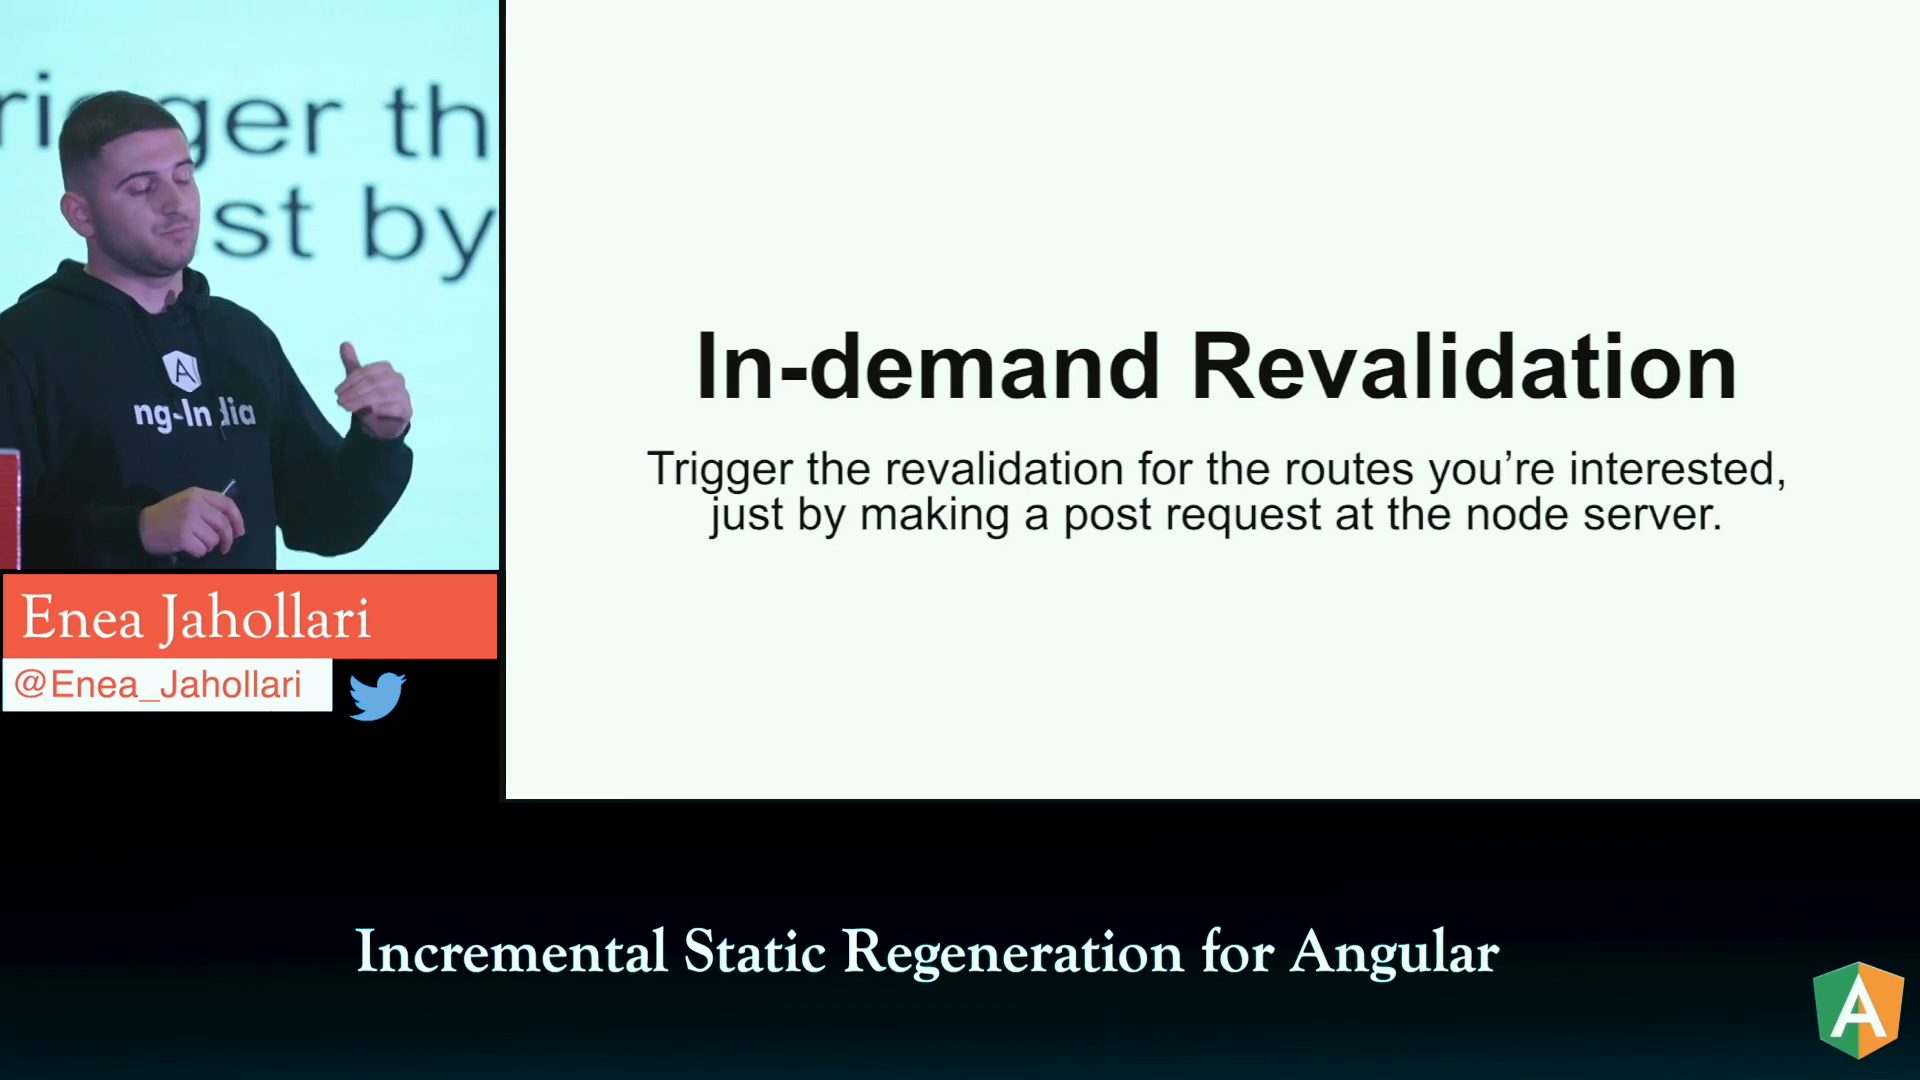 rigger th
st by
A
ng-India
Enea Jahollari
@Enea_Jahollari
In-demand Revalidation
Trigger the revalidation for the routes you’re interested,
just by making a post request at the node server.
Incremental Static Regeneration for Angular
A